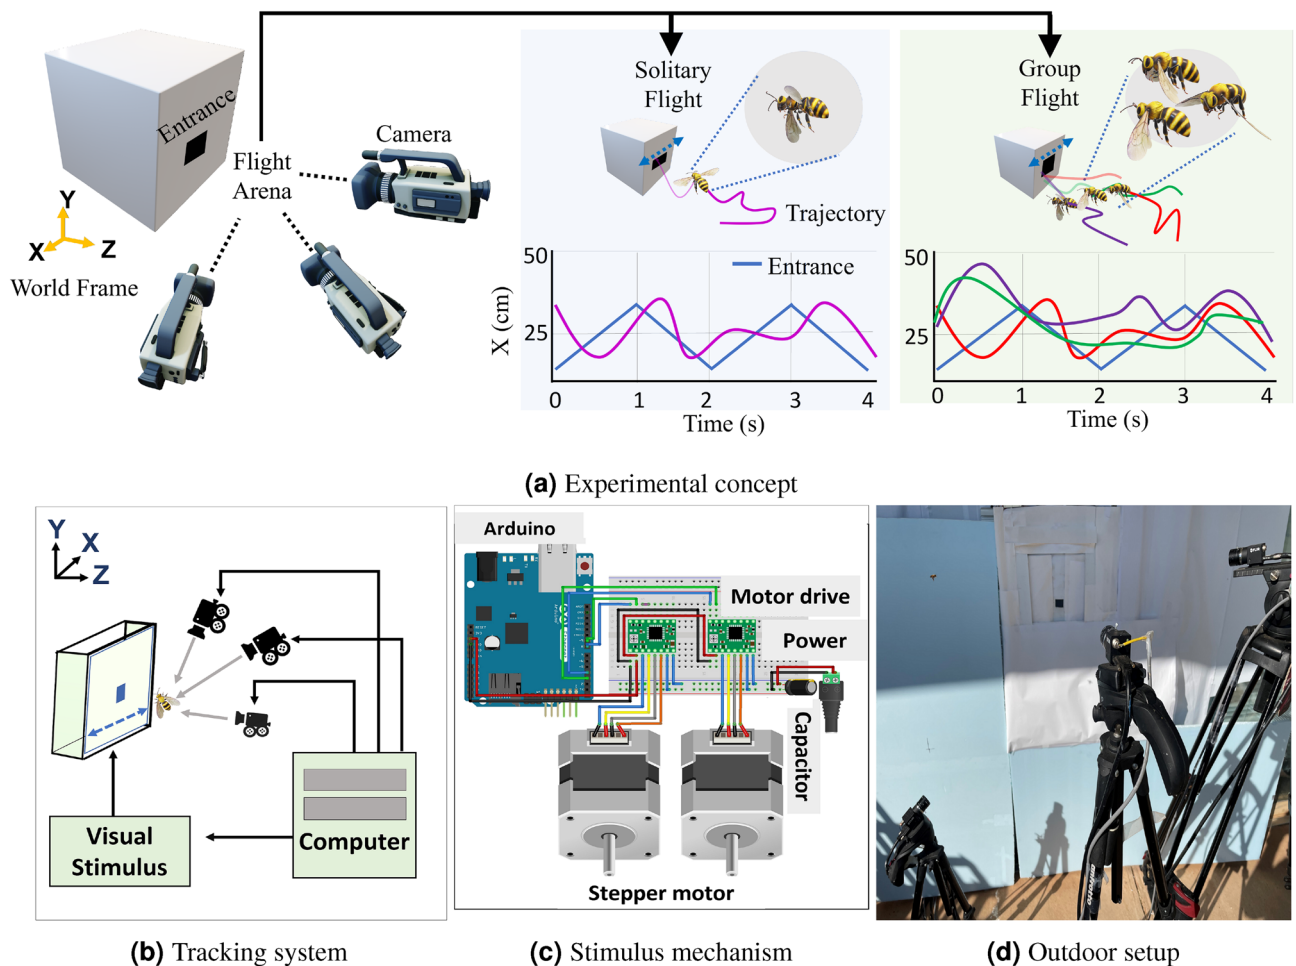 Entrance
Flight
Arena
Camera
Y
X
Z
World Frame
Solitary
Flight
Trajectory
50
25
X (cm)
Entrance
0
1
2
3
4
Time (s)
Group
Flight
50
25
0
1
2
3
4
Time (s)
(a) Experimental concept
Y
X
Z
Visual
Stimulus
Computer
(b) Tracking system
Arduino
Motor drive
Power
Capacitor
Stepper motor
(c) Stimulus mechanism
(d) Outdoor setup